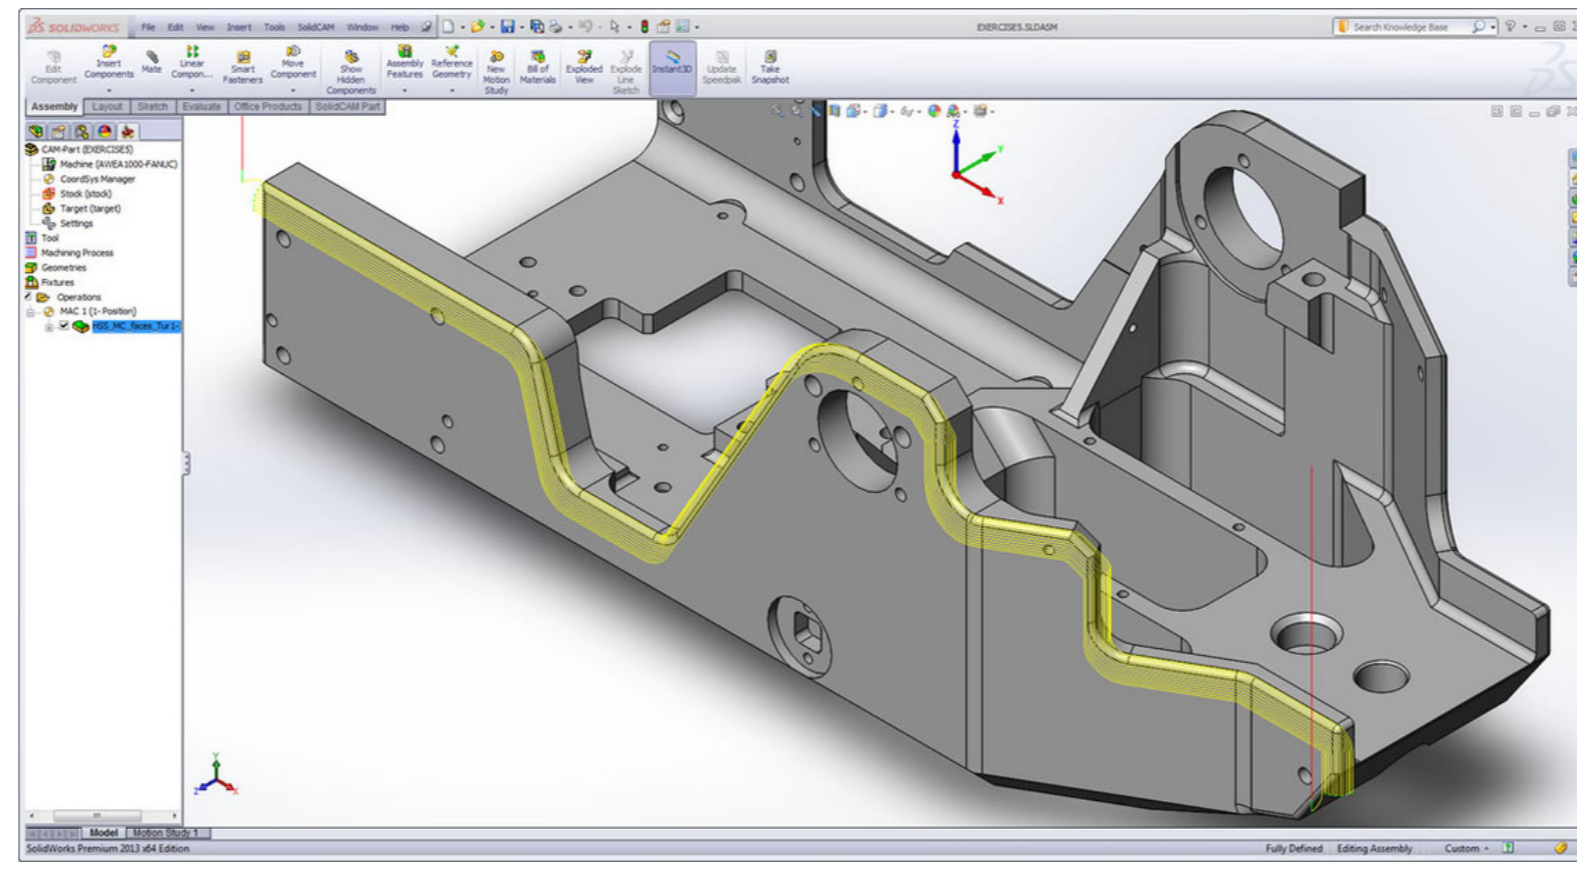 SOLIDWORKS File Edit View Insert Tools SolidCAM Window Help EXERCISES.SLDASM Search Knowledge Base
Edit Component
Insert Components
Mate
Linear Compon...
Smart Fasteners
Move Component
Show Hidden Components
Assembly Features
Reference Geometry
New Motion Study
Bill of Materials
Exploded View
Explode Line Sketch
Instant3D
Update Speedpak
Take Snapshot
Assembly Layout Sketch Evaluate Office Products SolidCAM Part
CAM-Part (EXERCISES)
Machine (AWEA1000-FANUC)
CoordSys Manager
Stock (stock)
Target (target)
Settings
Tool
Machining Process
Geometries
Fixtures
Operations
MAC 1 (1- Position)
HSS_MC_faces_Tur1-
Z
Y
X
Y
Z
X
Model Motion Study 1
SolidWorks Premium 2013 x64 Edition Fully Defined Editing Assembly Custom